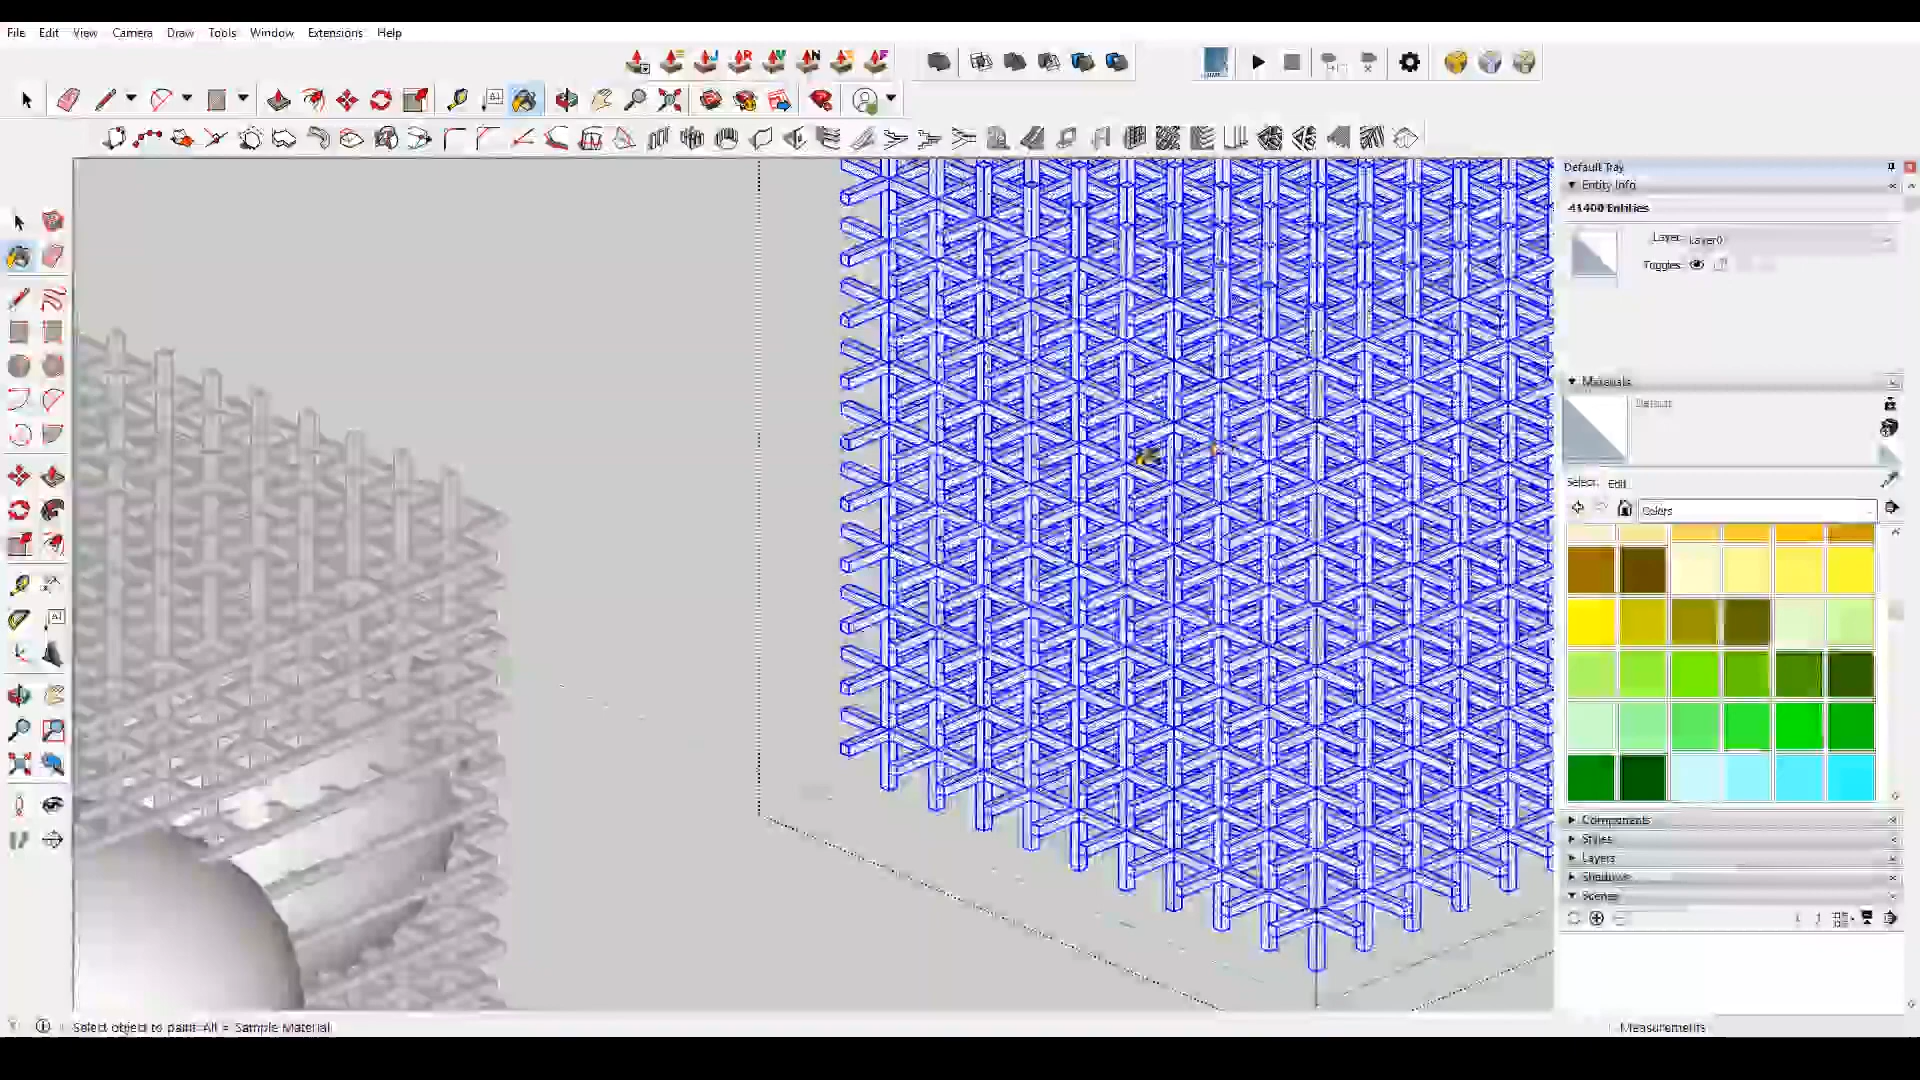 File Edit View Camera Draw Tools Window Extensions Help
Default Tray
Entity Info
41400 Entities
Layer: Layer0
Toggles:
Materials
Default
Select Edit
Colors
Components
Styles
Layers
Shadows
Scenes
Select object to paint. Alt = Sample Material
Measurements